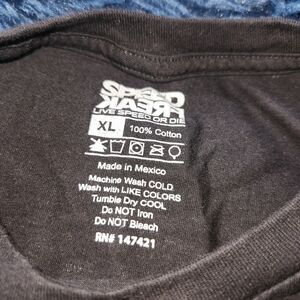 SPEED
FREAK
LIVE SPEED OR DIE
XL 100% Cotton
Made in Mexico
Machine Wash COLD
Wash with LIKE COLORS
Tumble Dry COOL
Do NOT Iron
Do NOT Bleach
RN# 147421